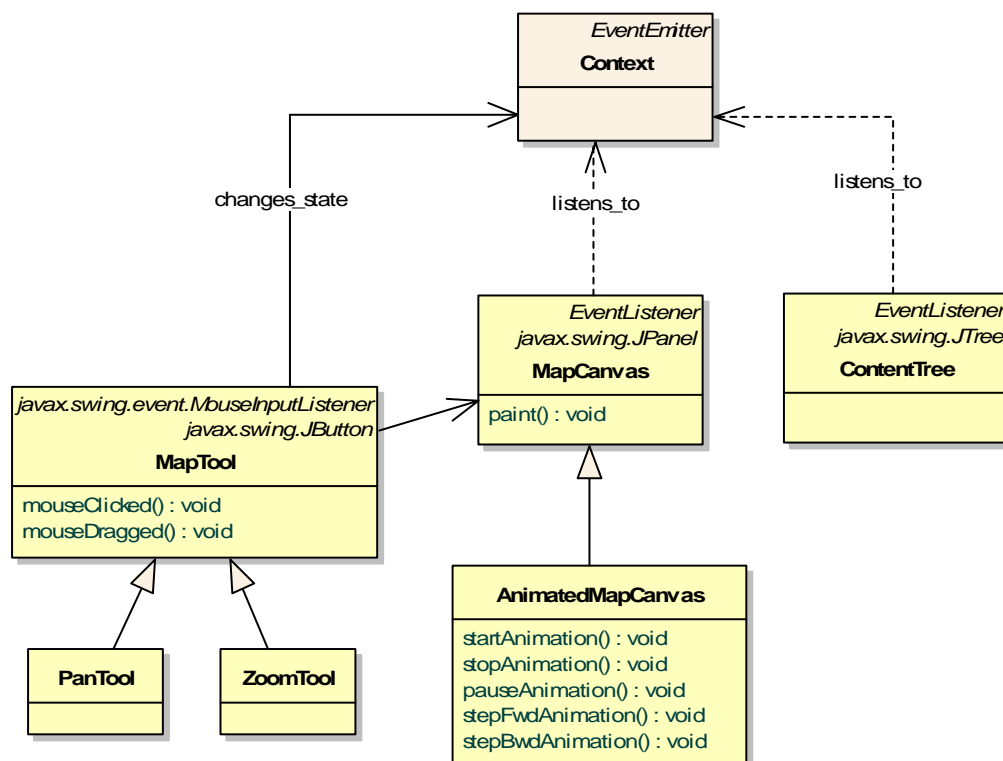 EventEmitter
Context
changes_state
listens_to
listens_to
EventListener
javax.swing.JPanel
MapCanvas
paint() : void
EventListener
javax.swing.JTree
ContentTree
javax.swing.event.MouseInputListener
javax.swing.JButton
MapTool
mouseClicked() : void
mouseDragged() : void
AnimatedMapCanvas
startAnimation() : void
stopAnimation() : void
pauseAnimation() : void
stepFwdAnimation() : void
stepBwdAnimation() : void
PanTool
ZoomTool